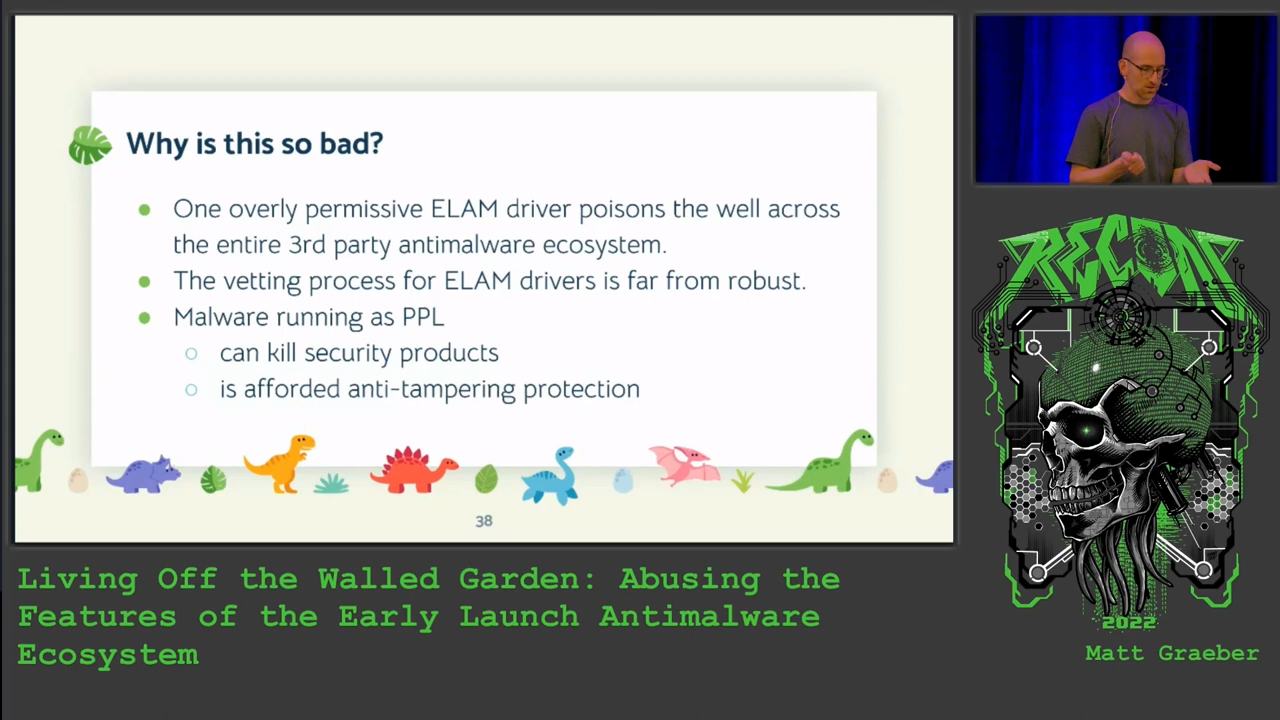 Why is this so bad?
One overly permissive ELAM driver poisons the well across
the entire 3rd party antimalware ecosystem.
The vetting process for ELAM drivers is far from robust.
Malware running as PPL
can kill security products
is afforded anti-tampering protection
38
RECON
2022
Living Off the Walled Garden: Abusing the
Features of the Early Launch Antimalware
Ecosystem
Matt Graeber